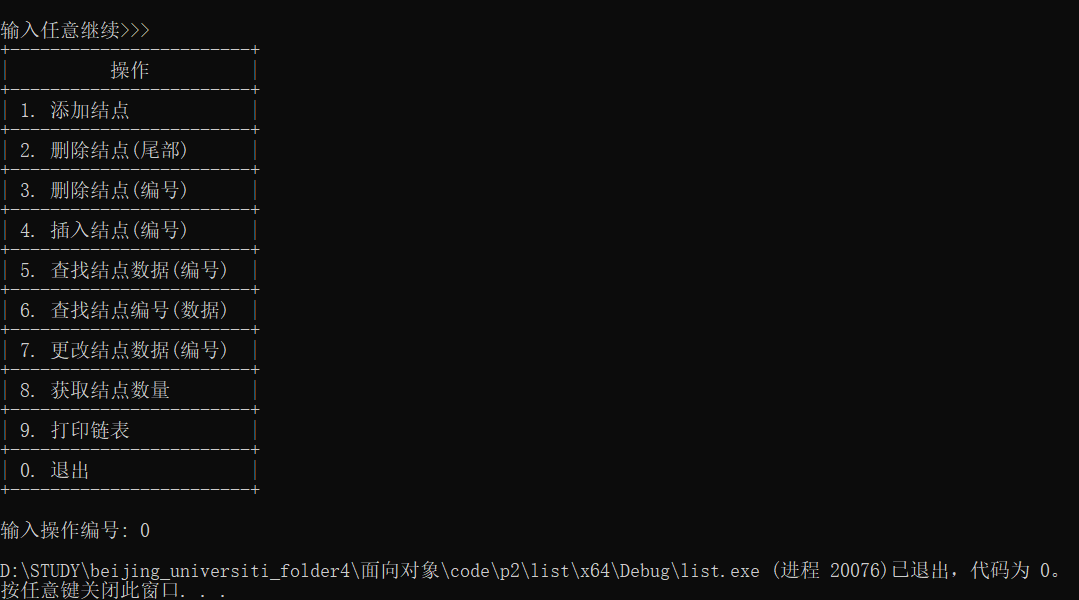 输入任意继续>>>
+------------------------+
|          操作          |
+------------------------+
| 1. 添加结点            |
+------------------------+
| 2. 删除结点(尾部)      |
+------------------------+
| 3. 删除结点(编号)      |
+------------------------+
| 4. 插入结点(编号)      |
+------------------------+
| 5. 查找结点数据(编号)  |
+------------------------+
| 6. 查找结点编号(数据)  |
+------------------------+
| 7. 更改结点数据(编号)  |
+------------------------+
| 8. 获取结点数量        |
+------------------------+
| 9. 打印链表            |
+------------------------+
| 0. 退出                |
+------------------------+
输入操作编号: 0
D:\STUDY\beijing_universiti_folder4\面向对象\code\p2\list\x64\Debug\list.exe (进程 20076)已退出，代码为 0。
按任意键关闭此窗口. . .